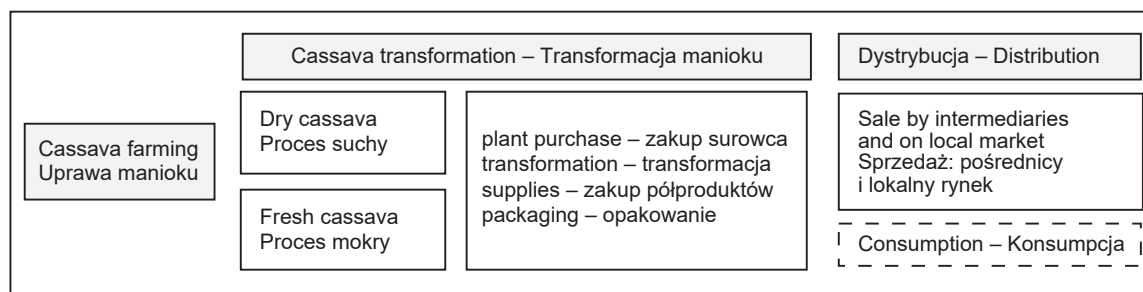 Cassava transformation – Transformacja manioku
Dystrybucja – Distribution
Cassava farming
Uprawa manioku
Dry cassava
Proces suchy
Fresh cassava
Proces mokry
plant purchase – zakup surowca
transformation – transformacja
supplies – zakup półproduktów
packaging – opakowanie
Sale by intermediaries
and on local market
Sprzedaż: pośrednicy
i lokalny rynek
Consumption – Konsumpcja